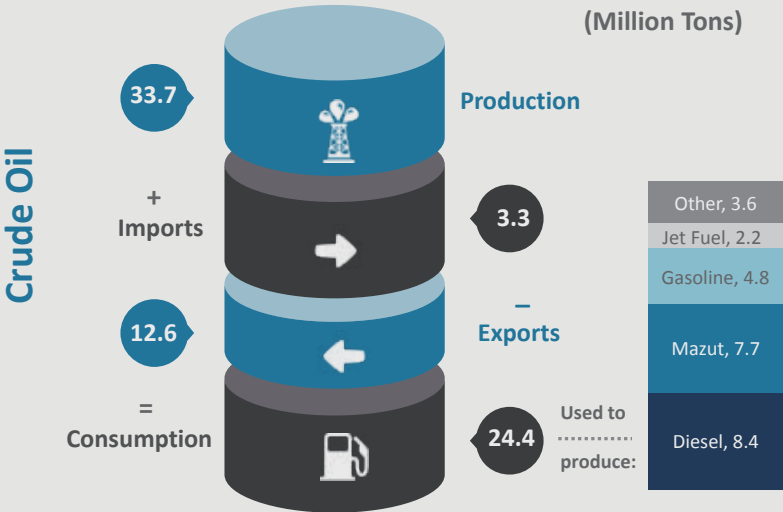 (Million Tons)
Crude Oil
33.7
Production
+
Imports
3.3
12.6
–
Exports
=
Consumption
24.4
Used to
produce:
Other, 3.6
Jet Fuel, 2.2
Gasoline, 4.8
Mazut, 7.7
Diesel, 8.4